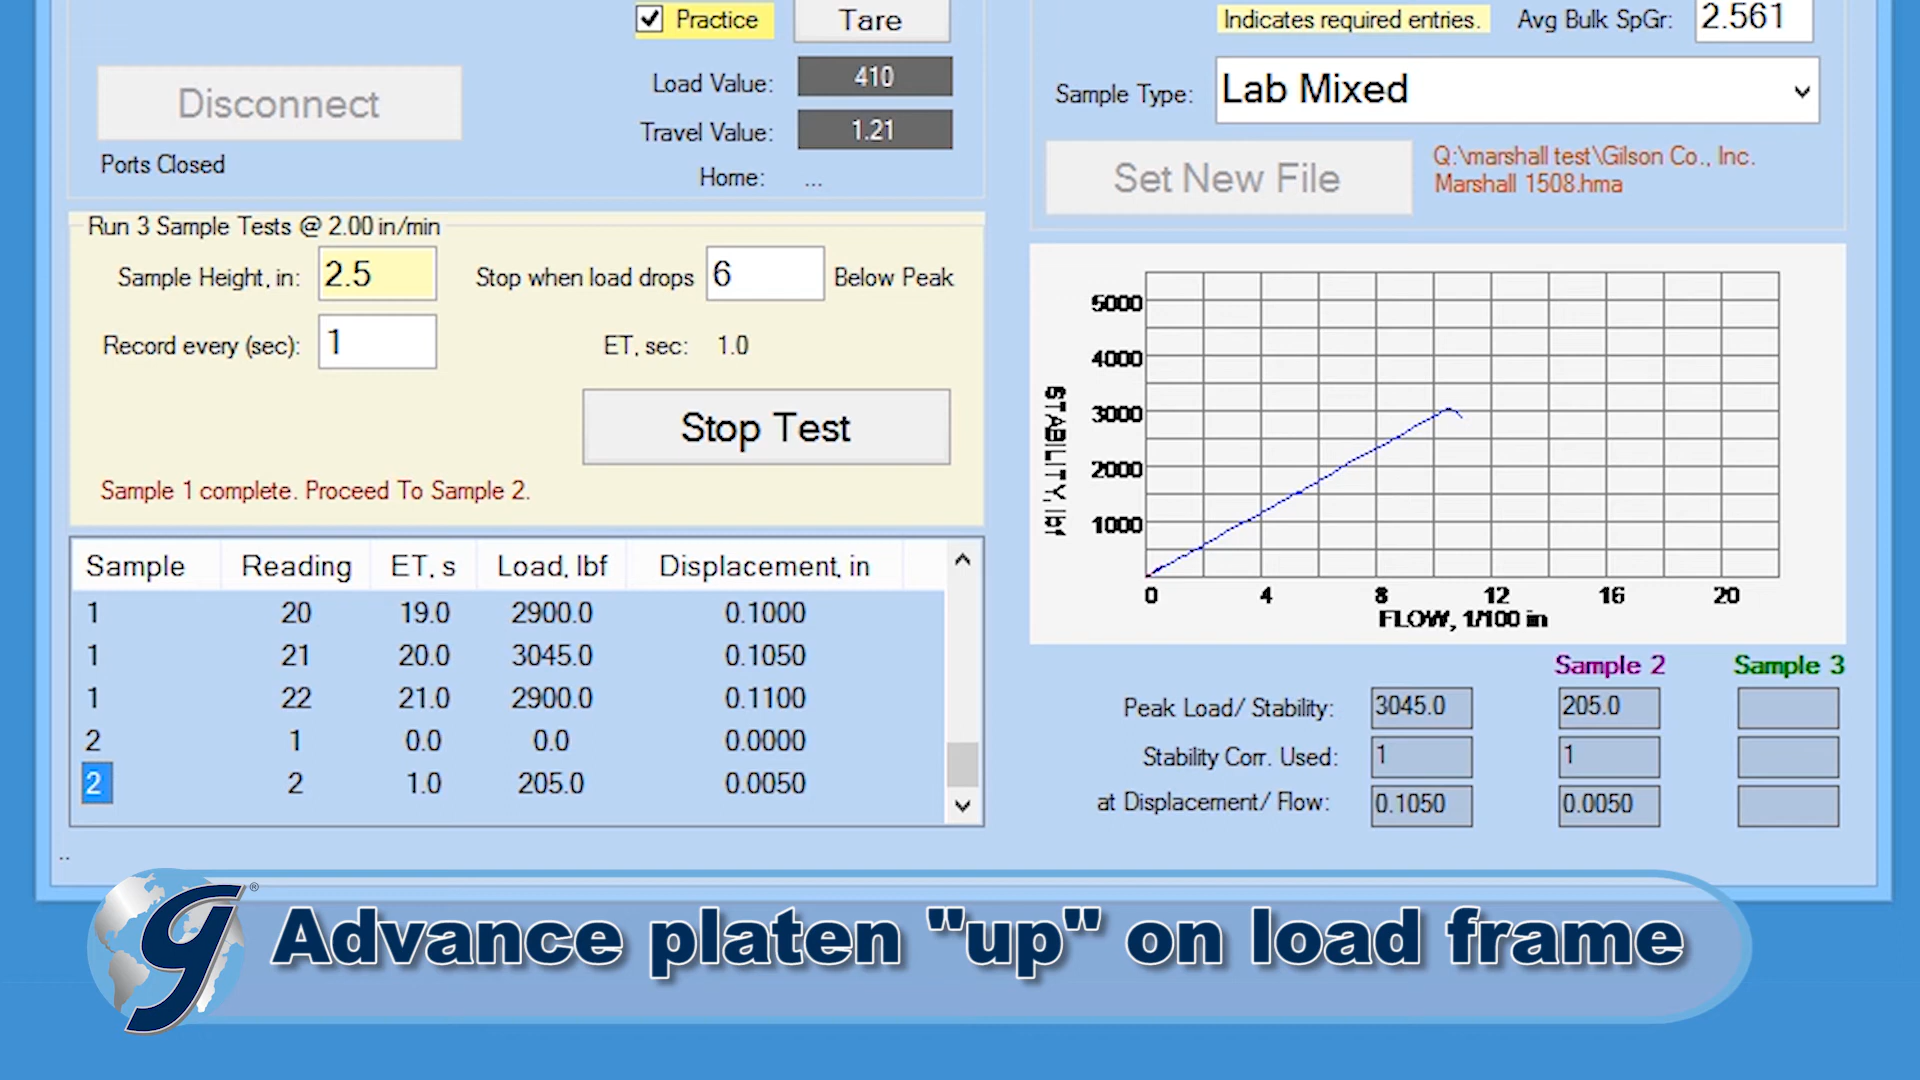 Practice
Tare
Load Value: 410
Disconnect
Travel Value: 1.21
Ports Closed
Home: ...
Indicates required entries.
Avg Bulk SpGr: 2.561
Sample Type: Lab Mixed
Set New File
Q:\marshall test\Gilson Co., Inc.
Marshall 1508.hma
Run 3 Sample Tests @ 2.00 in/min
Sample Height, in: 2.5
Stop when load drops 6 Below Peak
Record every (sec): 1
ET, sec: 1.0
Stop Test
Sample 1 complete. Proceed To Sample 2.
Sample Reading ET, s Load, lbf Displacement, in
1 20 19.0 2900.0 0.1000
1 21 20.0 3045.0 0.1050
1 22 21.0 2900.0 0.1100
2 1 0.0 0.0 0.0000
2 2 1.0 205.0 0.0050
..
STABILITY, lbf
5000
4000
3000
2000
1000
0 4 8 12 16 20
FLOW, 1/100 in
Sample 2 Sample 3
Peak Load/ Stability: 3045.0 205.0
Stability Corr. Used: 1 1
at Displacement/ Flow: 0.1050 0.0050
g®
Advance platen "up" on load frame